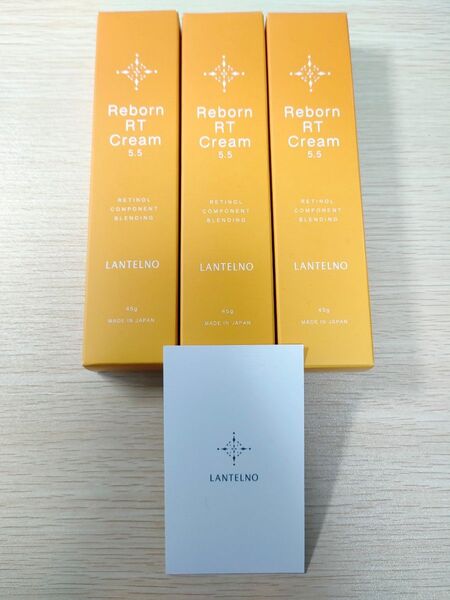 Reborn
RT
Cream
5.5
RETINOL
COMPONENT
BLENDING
LANTELNO
45g
MADE IN JAPAN
Reborn
RT
Cream
5.5
RETINOL
COMPONENT
BLENDING
LANTELNO
45g
MADE IN JAPAN
Reborn
RT
Cream
5.5
RETINOL
COMPONENT
BLENDING
LANTELNO
45g
MADE IN JAPAN
LANTELNO